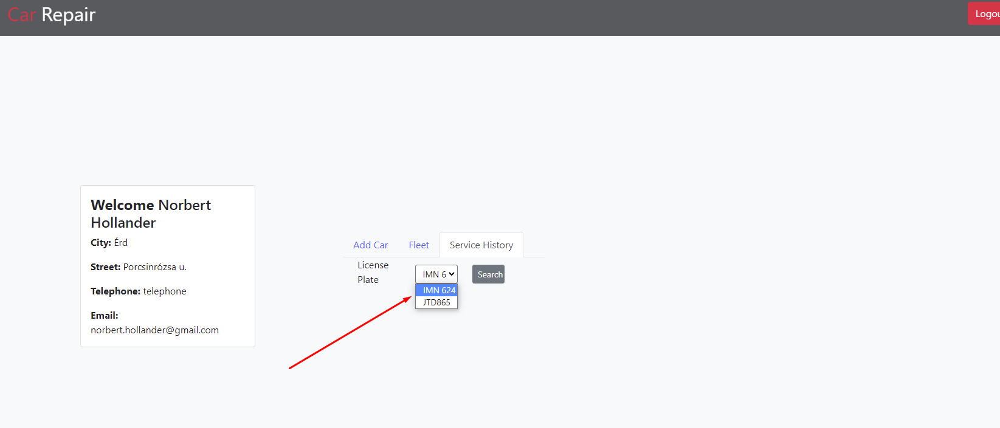 Car Repair
Logou
Welcome Norbert
Hollander
City: Érd
Street: Porcsinrózsa u.
Telephone: telephone
Email:
norbert.hollander@gmail.com
Add Car Fleet Service History
License
Plate
IMN 6
Search
IMN 624
JTD865